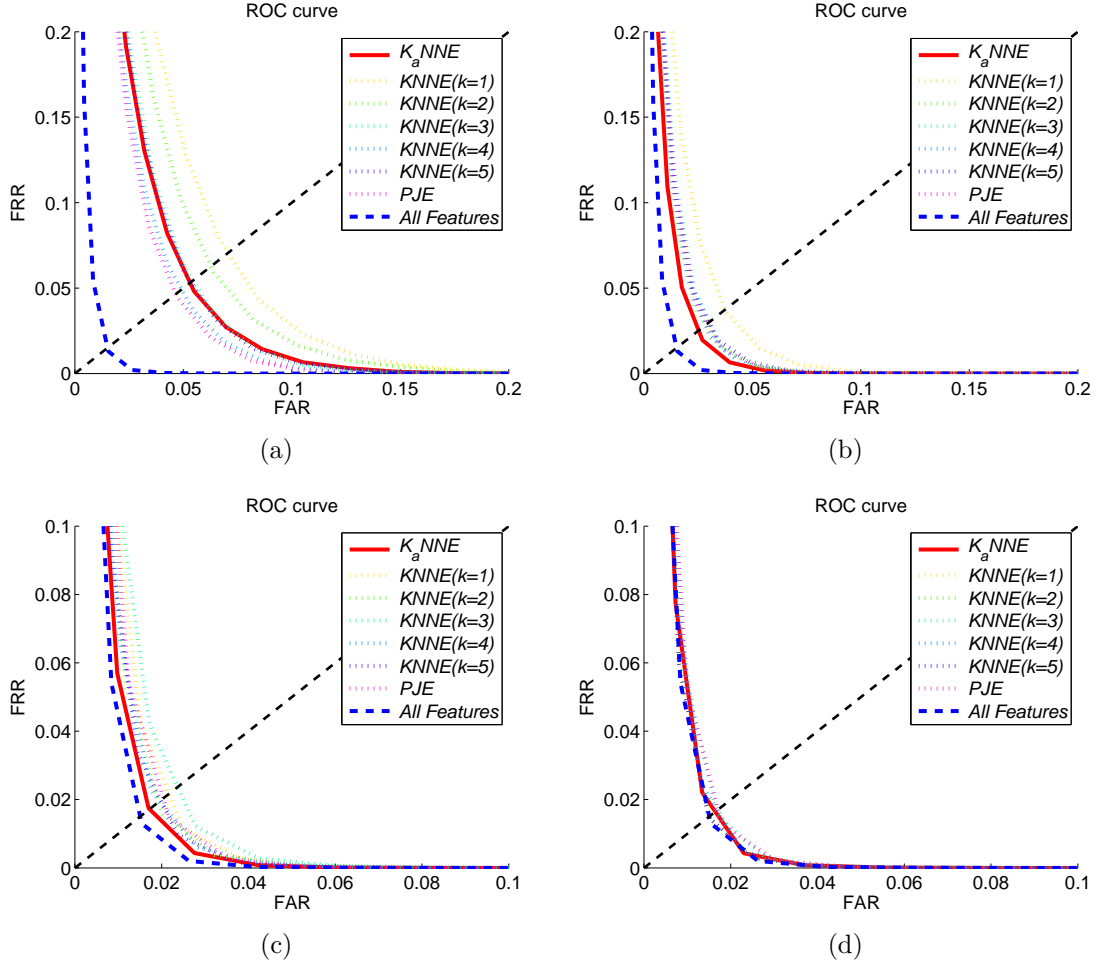 ROC curve
0.2
0.15
0.1
0.05
0
FRR
0
0.05
0.1
0.15
0.2
FAR
KaNNE
KNNE(k=1)
KNNE(k=2)
KNNE(k=3)
KNNE(k=4)
KNNE(k=5)
PJE
All Features
(a)
ROC curve
0.2
0.15
0.1
0.05
0
FRR
0
0.05
0.1
0.15
0.2
FAR
KaNNE
KNNE(k=1)
KNNE(k=2)
KNNE(k=3)
KNNE(k=4)
KNNE(k=5)
PJE
All Features
(b)
ROC curve
0.1
0.08
0.06
0.04
0.02
0
FRR
0
0.02
0.04
0.06
0.08
0.1
FAR
KaNNE
KNNE(k=1)
KNNE(k=2)
KNNE(k=3)
KNNE(k=4)
KNNE(k=5)
PJE
All Features
(c)
ROC curve
0.1
0.08
0.06
0.04
0.02
0
FRR
0
0.02
0.04
0.06
0.08
0.1
FAR
KaNNE
KNNE(k=1)
KNNE(k=2)
KNNE(k=3)
KNNE(k=4)
KNNE(k=5)
PJE
All Features
(d)